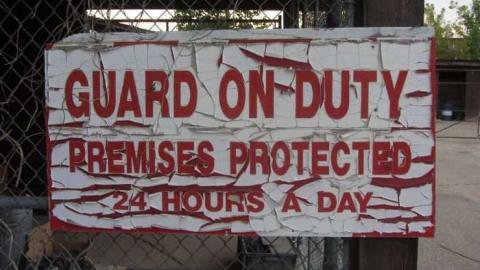 GUARD ON DUTY
PREMISES PROTECTED
24 HOURS A DAY